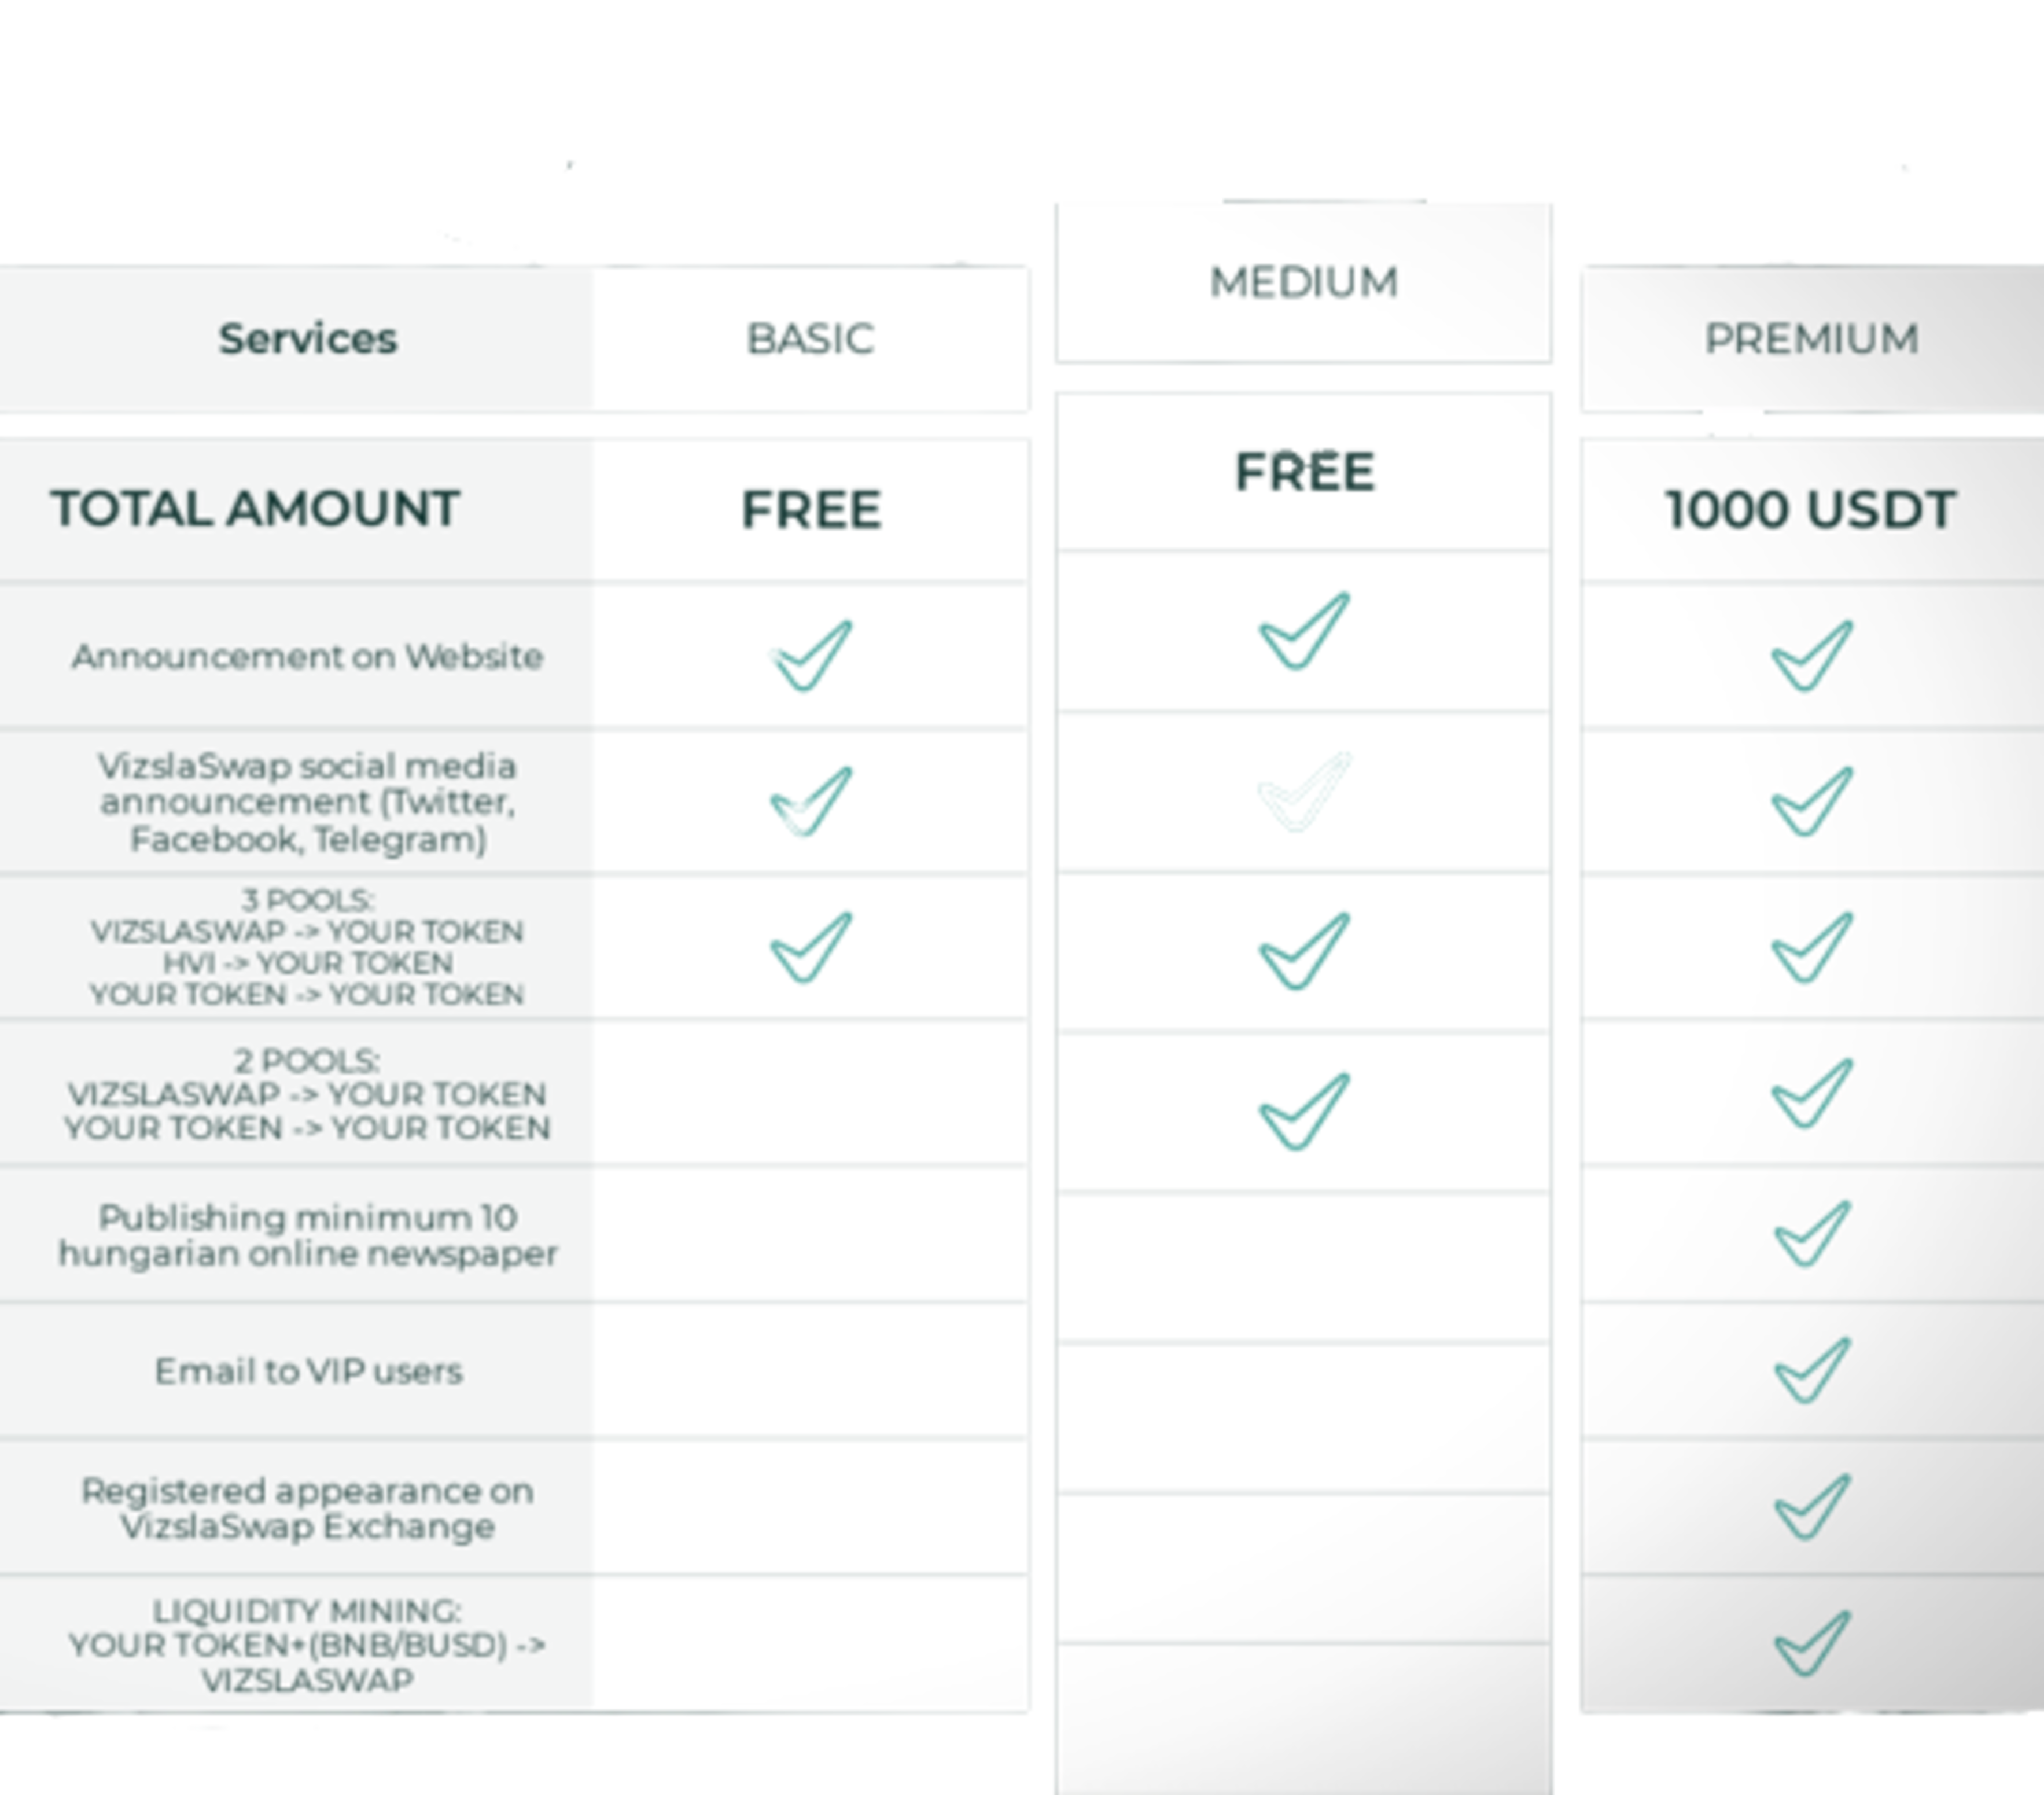 Services
BASIC
MEDIUM
PREMIUM
TOTAL AMOUNT
FREE
FREE
1000 USDT
Announcement on Website
VizslaSwap social media
announcement (Twitter,
Facebook, Telegram)
3 POOLS:
VIZSLASWAP -> YOUR TOKEN
HVI -> YOUR TOKEN
YOUR TOKEN -> YOUR TOKEN
2 POOLS:
VIZSLASWAP -> YOUR TOKEN
YOUR TOKEN -> YOUR TOKEN
Publishing minimum 10
hungarian online newspaper
Email to VIP users
Registered appearance on
VizslaSwap Exchange
LIQUIDITY MINING:
YOUR TOKEN+(BNB/BUSD) ->
VIZSLASWAP